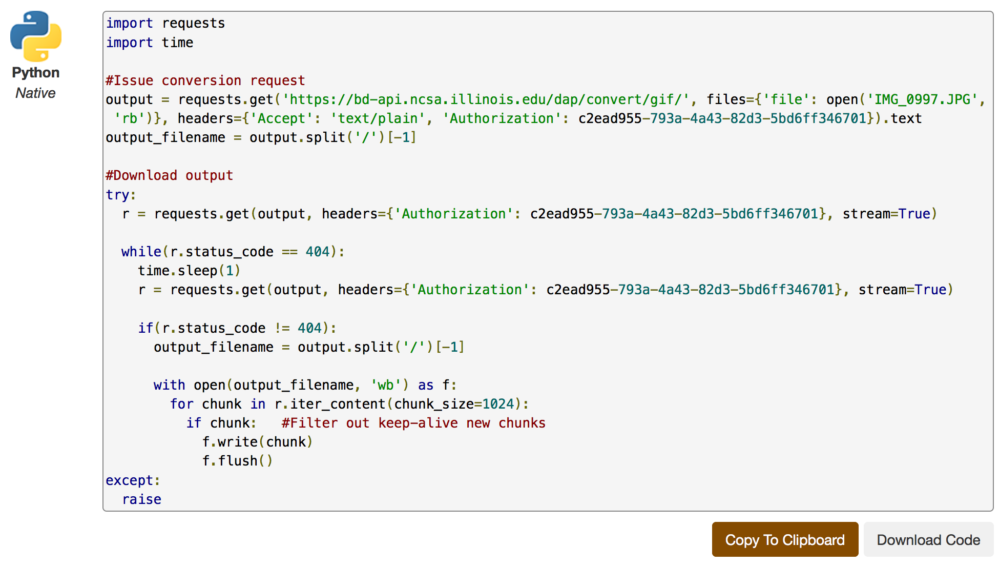 Python
Native
import requests
import time
#Issue conversion request
output = requests.get('https://bd-api.ncsa.illinois.edu/dap/convert/gif/', files={'file': open('IMG_0997.JPG',
'rb')}, headers={'Accept': 'text/plain', 'Authorization': c2ead955-793a-4a43-82d3-5bd6ff346701}).text
output_filename = output.split('/')[-1]
#Download output
try:
  r = requests.get(output, headers={'Authorization': c2ead955-793a-4a43-82d3-5bd6ff346701}, stream=True)
  while(r.status_code == 404):
    time.sleep(1)
    r = requests.get(output, headers={'Authorization': c2ead955-793a-4a43-82d3-5bd6ff346701}, stream=True)
    if(r.status_code != 404):
      output_filename = output.split('/')[-1]
      with open(output_filename, 'wb') as f:
        for chunk in r.iter_content(chunk_size=1024):
          if chunk:   #Filter out keep-alive new chunks
            f.write(chunk)
            f.flush()
except:
  raise
Copy To Clipboard
Download Code